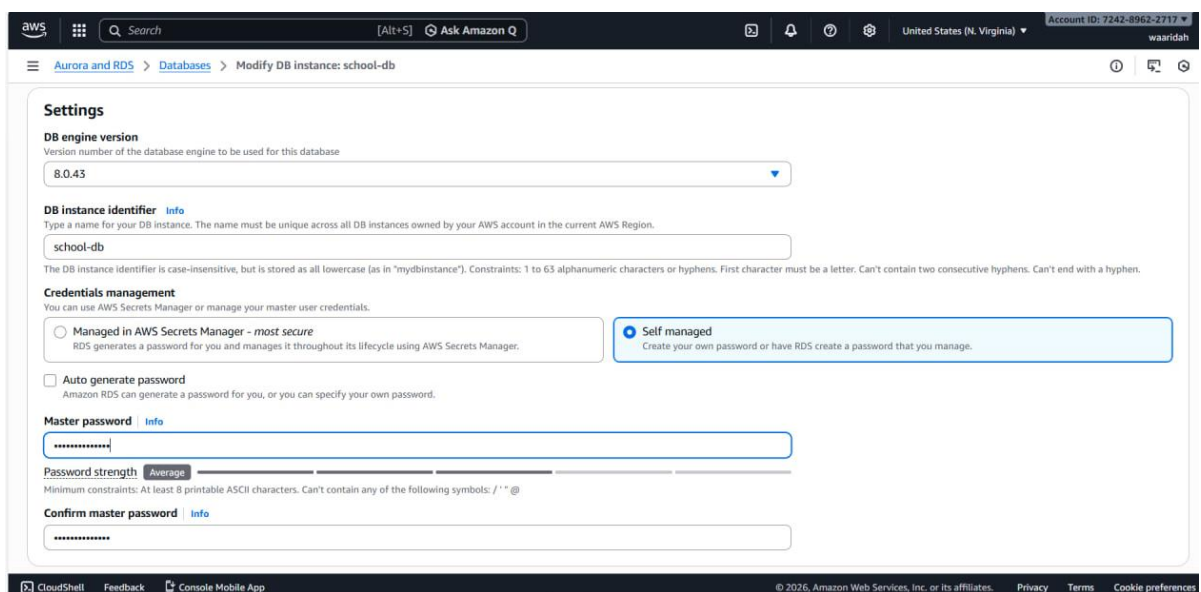 aws
Search [Alt+S] Ask Amazon Q United States (N. Virginia) ▼ Account ID: 7242-8962-2717 ▼
waaridah
Aurora and RDS > Databases > Modify DB instance: school-db
Settings
DB engine version
Version number of the database engine to be used for this database
8.0.43
DB instance identifier Info
Type a name for your DB instance. The name must be unique across all DB instances owned by your AWS account in the current AWS Region.
school-db
The DB instance identifier is case-insensitive, but is stored as all lowercase (as in "mydbinstance"). Constraints: 1 to 63 alphanumeric characters or hyphens. First character must be a letter. Can't contain two consecutive hyphens. Can't end with a hyphen.
Credentials management
You can use AWS Secrets Manager or manage your master user credentials.
Managed in AWS Secrets Manager - most secure
RDS generates a password for you and manages it throughout its lifecycle using AWS Secrets Manager.
Self managed
Create your own password or have RDS create a password that you manage.
Auto generate password
Amazon RDS can generate a password for you, or you can specify your own password.
Master password Info
••••••••••••••
Password strength Average
Minimum constraints: At least 8 printable ASCII characters. Can't contain any of the following symbols: / ' " @
Confirm master password Info
••••••••••••••
CloudShell Feedback Console Mobile App © 2026, Amazon Web Services, Inc. or its affiliates. Privacy Terms Cookie preferences